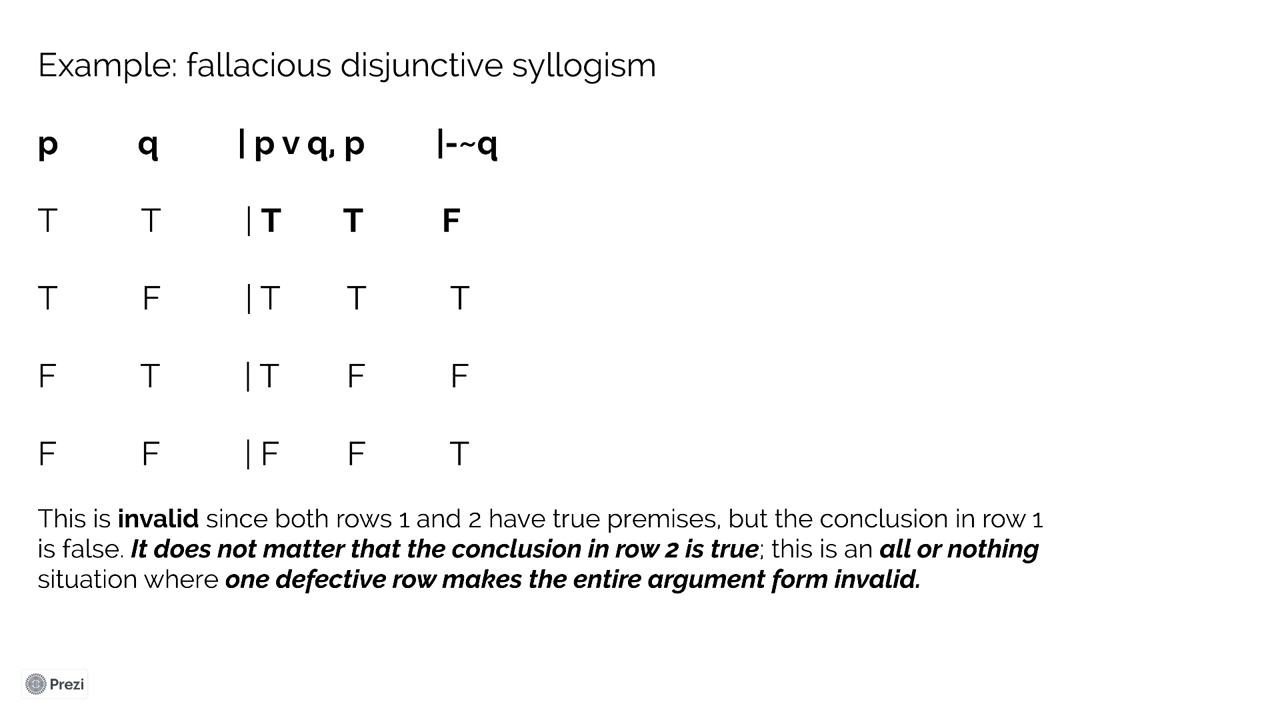 Example: fallacious disjunctive syllogism
p q | p v q, p |-~q
T T | T T F
T F | T T T
F T | T F F
F F | F F T
This is invalid since both rows 1 and 2 have true premises, but the conclusion in row 1
is false. It does not matter that the conclusion in row 2 is true; this is an all or nothing
situation where one defective row makes the entire argument form invalid.
Prezi